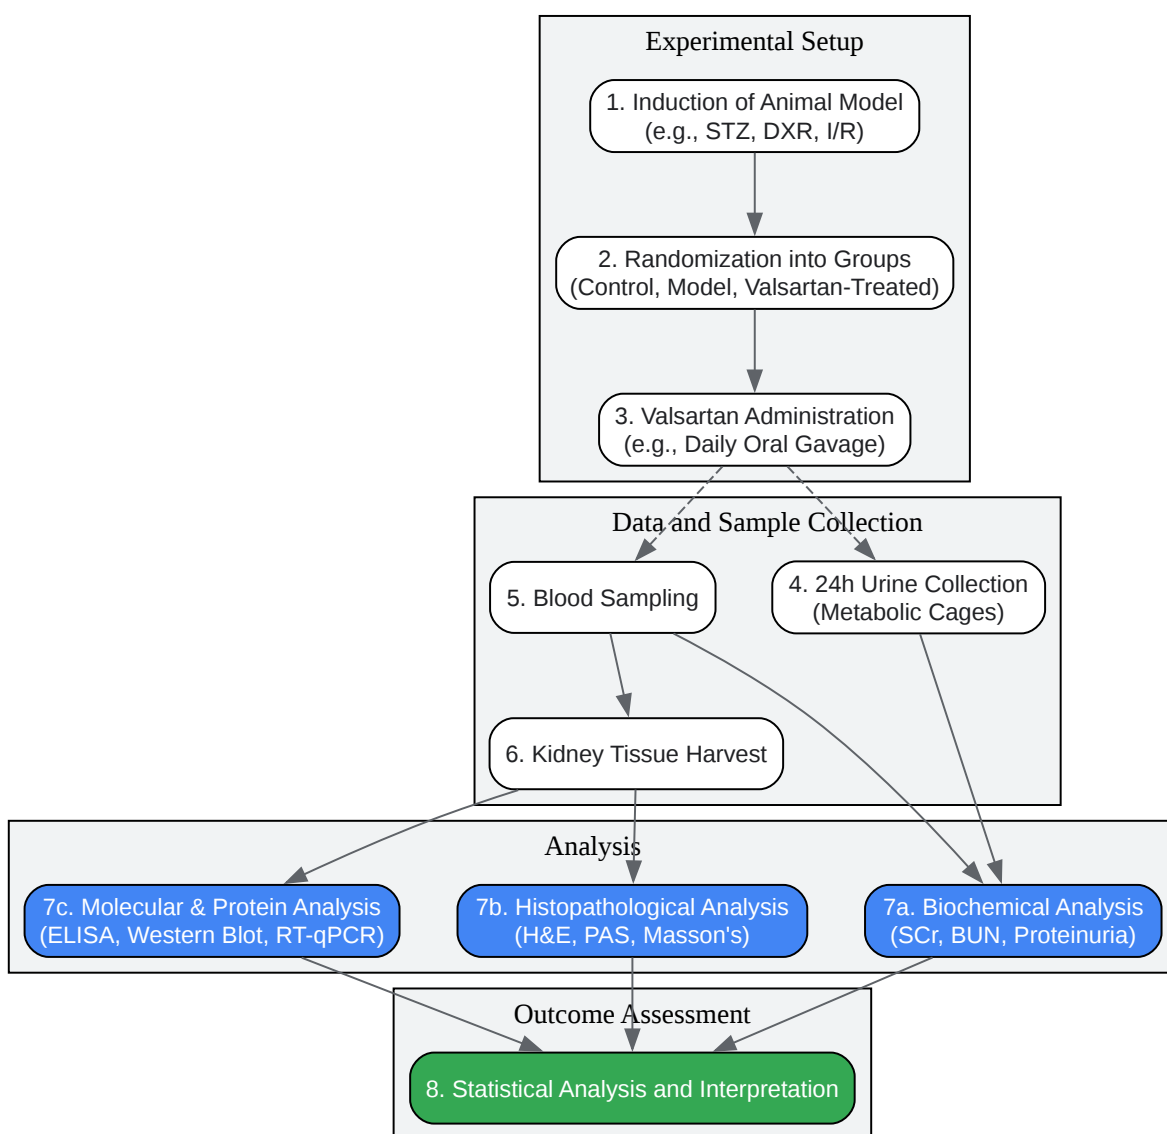 Experimental Setup
1. Induction of Animal Model
(e.g., STZ, DXR, I/R)
2. Randomization into Groups
(Control, Model, Valsartan-Treated)
3. Valsartan Administration
(e.g., Daily Oral Gavage)
Data and Sample Collection
5. Blood Sampling
4. 24h Urine Collection
(Metabolic Cages)
6. Kidney Tissue Harvest
Analysis
7c. Molecular & Protein Analysis
(ELISA, Western Blot, RT-qPCR)
7b. Histopathological Analysis
(H&E, PAS, Masson's)
7a. Biochemical Analysis
(SCr, BUN, Proteinuria)
Outcome Assessment
8. Statistical Analysis and Interpretation